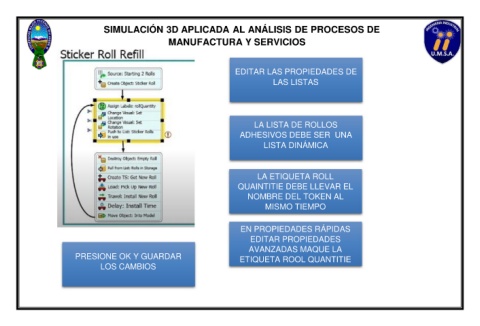 SIMULACIÓN 3D APLICADA AL ANÁLISIS DE PROCESOS DE
MANUFACTURA Y SERVICIOS
U.M.S.A.
Sticker Roll Refill
Source: Starting 2 Rolls
Create Object: Sticker Roll
Assign Labels: rollQuantity
Change Visual: Set
Location
Change Visual: Set
Rotation
Push to List: Sticker Rolls
in use
Destroy Object: Empty Roll
Pull from List: Rolls in Storage
Create TS: Get New Roll
Load: Pick Up New Roll
Travel: Install New Roll
Delay: Install Time
Move Object: Into Model
EDITAR LAS PROPIEDADES DE
LAS LISTAS
LA LISTA DE ROLLOS
ADHESIVOS DEBE SER UNA
LISTA DINÁMICA
LA ETIQUETA ROLL
QUAINTITIE DEBE LLEVAR EL
NOMBRE DEL TOKEN AL
MISMO TIEMPO
EN PROPIEDADES RÁPIDAS
EDITAR PROPIEDADES
AVANZADAS MAQUE LA
ETIQUETA ROOL QUANTITIE
PRESIONE OK Y GUARDAR
LOS CAMBIOS